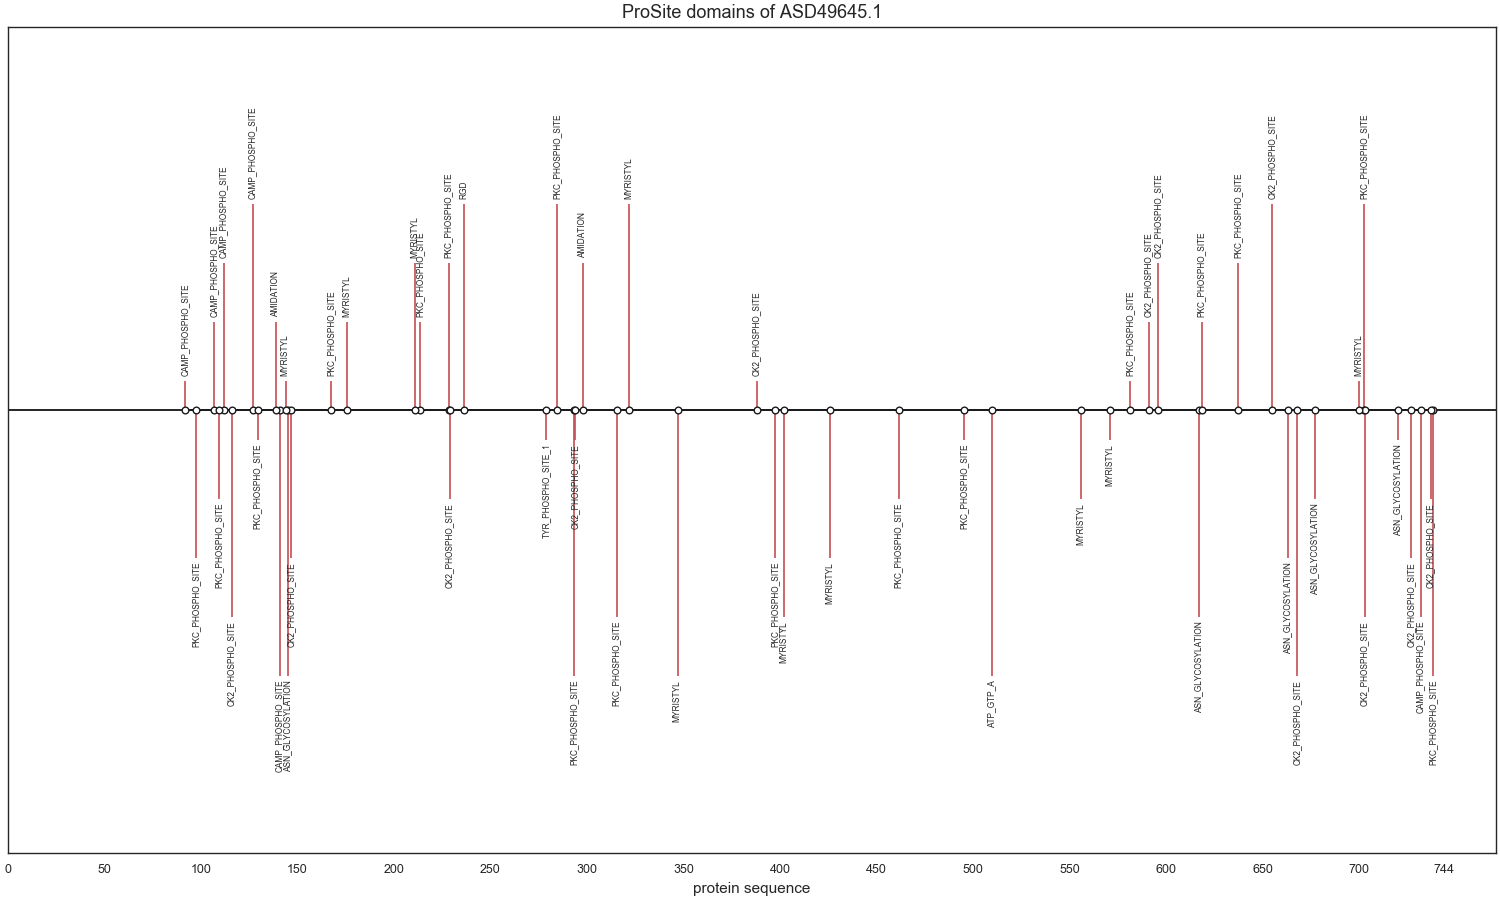 ProSite domains of ASD49645.1
CAMP_PHOSPHO_SITE
PKC_PHOSPHO_SITE
CAMP_PHOSPHO_SITE
PKC_PHOSPHO_SITE
CAMP_PHOSPHO_SITE
CK2_PHOSPHO_SITE
CAMP_PHOSPHO_SITE
PKC_PHOSPHO_SITE
AMIDATION
CAMP_PHOSPHO_SITE
MYRISTYL
ASN_GLYCOSYLATION
CK2_PHOSPHO_SITE
PKC_PHOSPHO_SITE
MYRISTYL
MYRISTYL
PKC_PHOSPHO_SITE
PKC_PHOSPHO_SITE
CK2_PHOSPHO_SITE
RGD
TYR_PHOSPHO_SITE_1
PKC_PHOSPHO_SITE
PKC_PHOSPHO_SITE
CK2_PHOSPHO_SITE
AMIDATION
PKC_PHOSPHO_SITE
MYRISTYL
MYRISTYL
CK2_PHOSPHO_SITE
PKC_PHOSPHO_SITE
MYRISTYL
MYRISTYL
PKC_PHOSPHO_SITE
PKC_PHOSPHO_SITE
ATP_GTP_A
MYRISTYL
MYRISTYL
PKC_PHOSPHO_SITE
CK2_PHOSPHO_SITE
CK2_PHOSPHO_SITE
ASN_GLYCOSYLATION
PKC_PHOSPHO_SITE
PKC_PHOSPHO_SITE
CK2_PHOSPHO_SITE
ASN_GLYCOSYLATION
CK2_PHOSPHO_SITE
ASN_GLYCOSYLATION
MYRISTYL
PKC_PHOSPHO_SITE
CK2_PHOSPHO_SITE
ASN_GLYCOSYLATION
CK2_PHOSPHO_SITE
CAMP_PHOSPHO_SITE
CK2_PHOSPHO_SITE
PKC_PHOSPHO_SITE
0 50 100 150 200 250 300 350 400 450 500 550 600 650 700 744
protein sequence